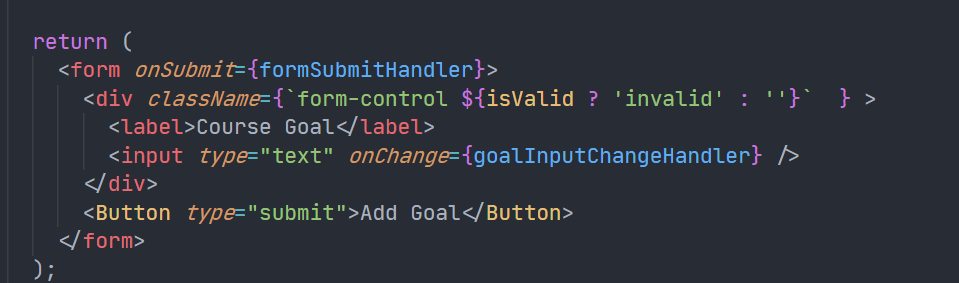 return (
<form onSubmit={formSubmitHandler}>
<div className={`form-control ${isValid ? 'invalid' : ''}`  } >
<label>Course Goal</label>
<input type="text" onChange={goalInputChangeHandler} />
</div>
<Button type="submit">Add Goal</Button>
</form>
);